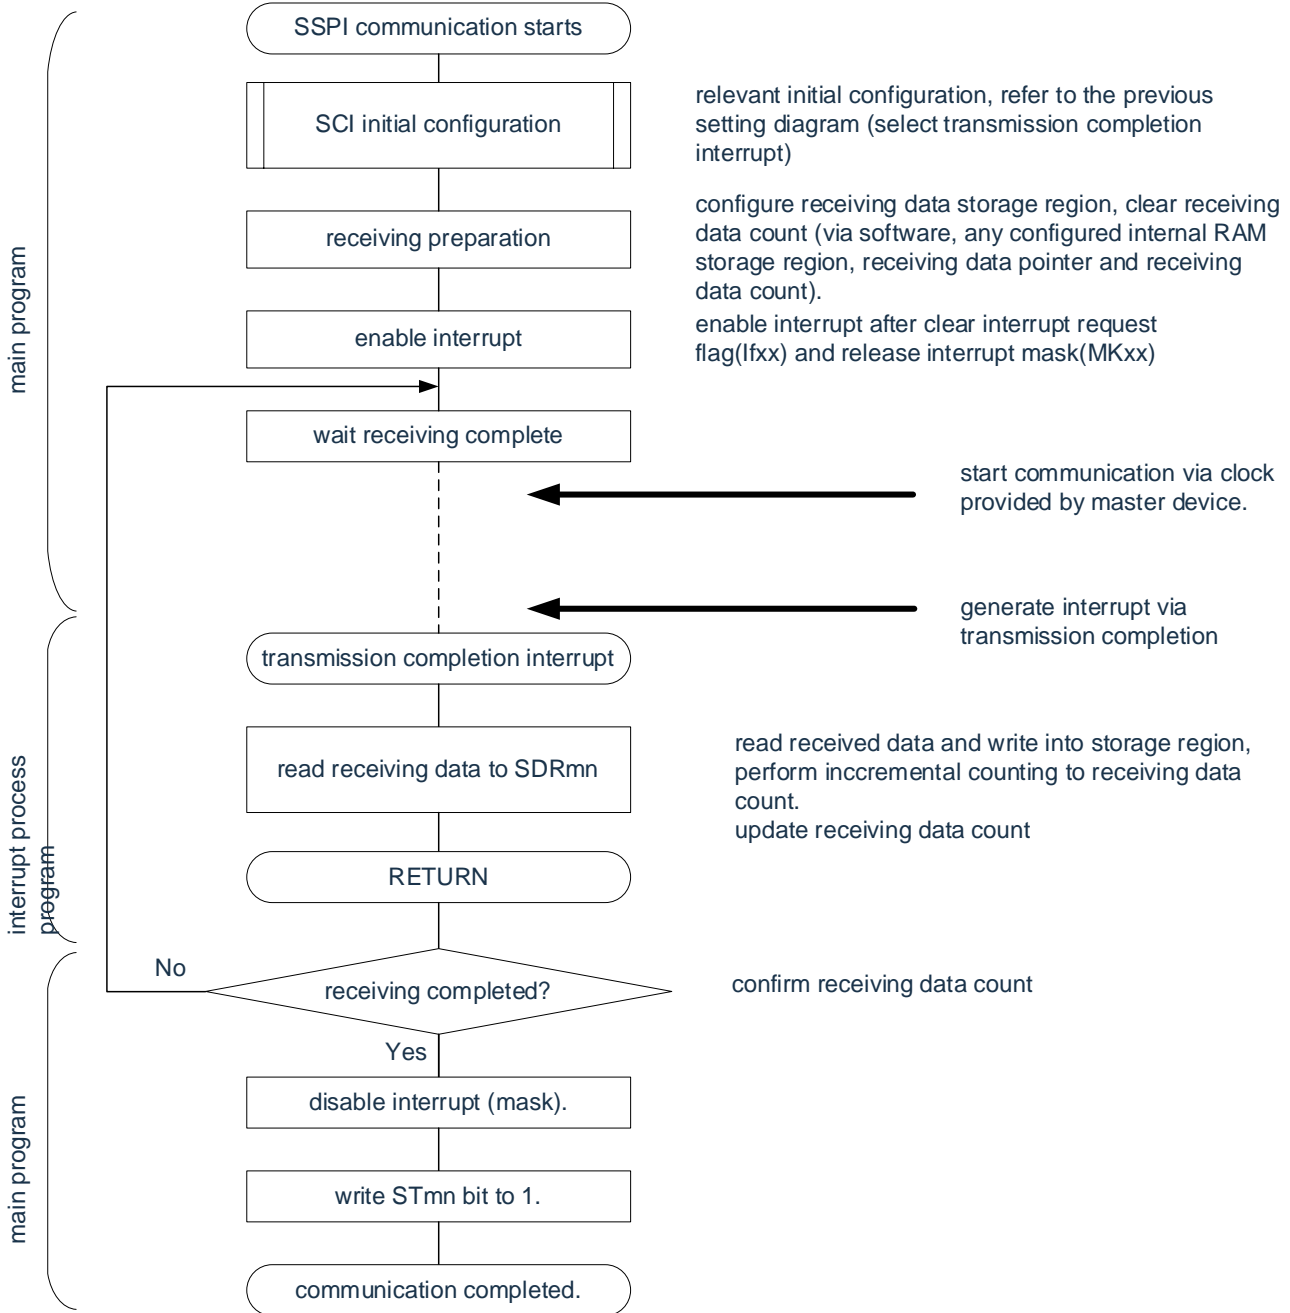 SSPI communication starts
SCI initial configuration
relevant initial configuration, refer to the previous
setting diagram (select transmission completion
interrupt)
receiving preparation
configure receiving data storage region, clear receiving
data count (via software, any configured internal RAM
storage region, receiving data pointer and receiving
data count).
main program
enable interrupt
enable interrupt after clear interrupt request
flag(Ifxx) and release interrupt mask(MKxx)
wait receiving complete
start communication via clock
provided by master device.
generate interrupt via
transmission completion
transmission completion interrupt
read receiving data to SDRmn
read received data and write into storage region,
perform inccremental counting to receiving data
count.
update receiving data count
interrupt process
program
RETURN
No
receiving completed?
confirm receiving data count
Yes
disable interrupt (mask).
main program
write STmn bit to 1.
communication completed.